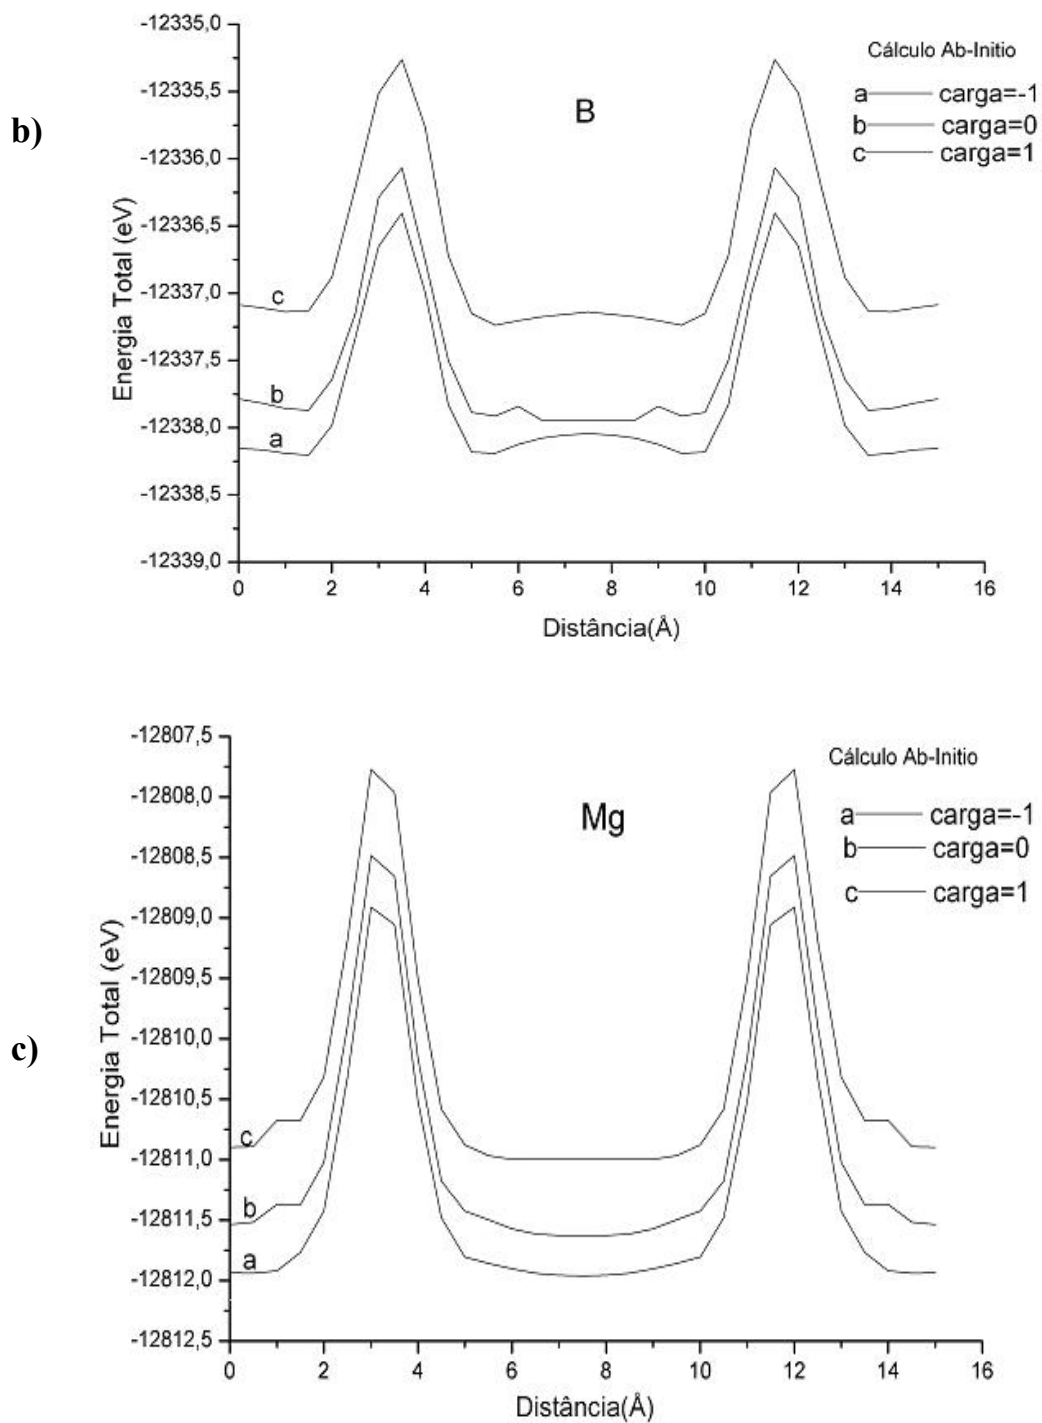 b)
-12335,0
-12335,5
-12336,0
-12336,5
-12337,0
-12337,5
-12338,0
-12338,5
-12339,0
Energia Total (eV)
B
Cálculo Ab-Initio
a carga=-1
b carga=0
c carga=1
c
b
a
0 2 4 6 8 10 12 14 16
Distância(Å)
c)
-12807,5
-12808,0
-12808,5
-12809,0
-12809,5
-12810,0
-12810,5
-12811,0
-12811,5
-12812,0
-12812,5
Energia Total (eV)
Mg
Cálculo Ab-Initio
a carga=-1
b carga=0
c carga=1
c
b
a
0 2 4 6 8 10 12 14 16
Distância(Å)